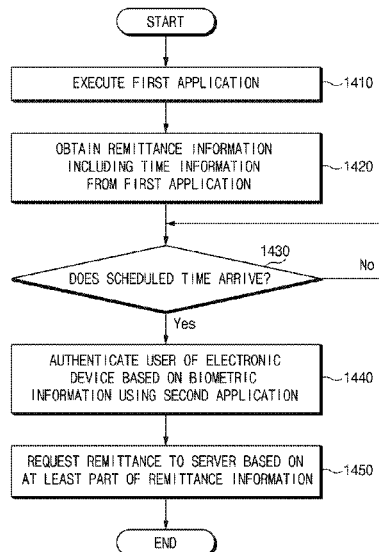 START
EXECUTE FIRST APPLICATION
1410
OBTAIN REMITTANCE INFORMATION
INCLUDING TIME INFORMATION
FROM FIRST APPLICATION
1420
1430
DOES SCHEDULED TIME ARRIVE?
No
Yes
AUTHENTICATE USER OF ELECTRONIC
DEVICE BASED ON BIOMETRIC
INFORMATION USING SECOND APPLICATION
1440
REQUEST REMITTANCE TO SERVER BASED ON
AT LEAST PART OF REMITTANCE INFORMATION
1450
END